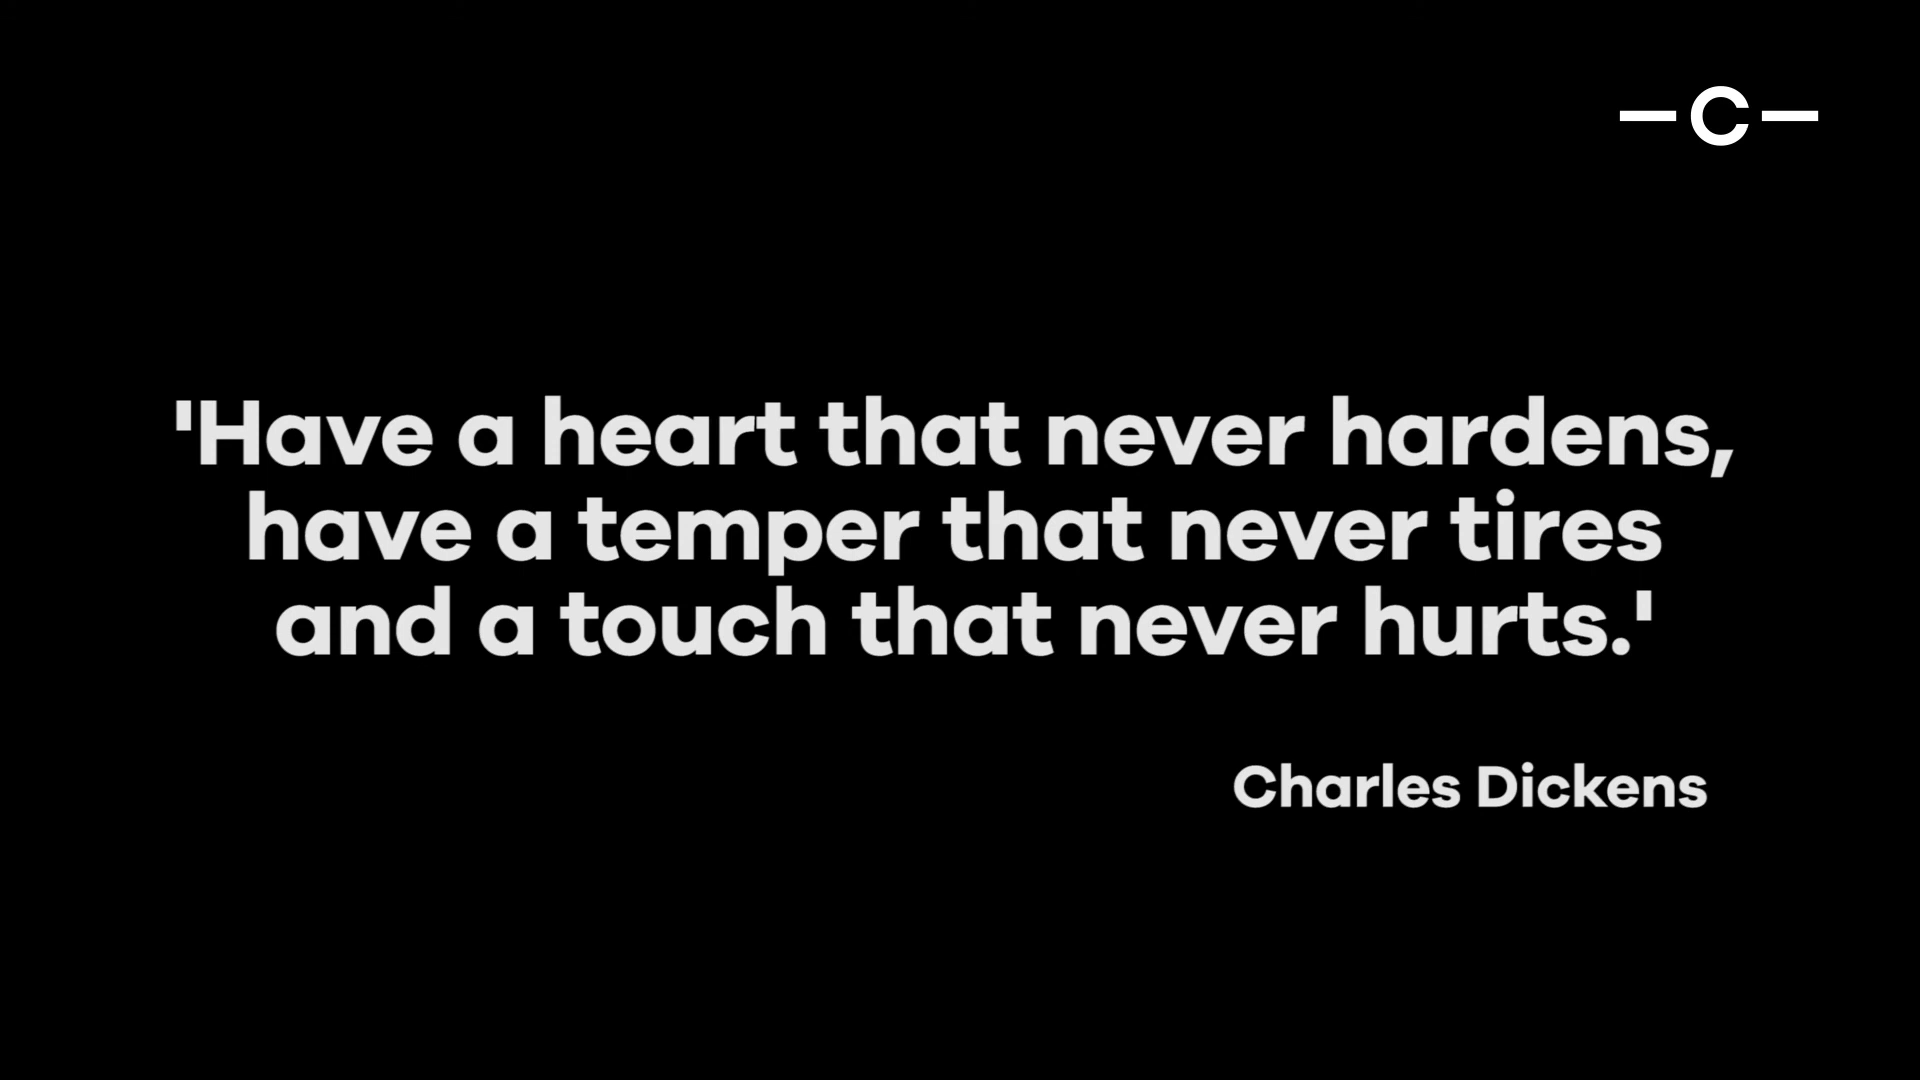 -C-
'Have a heart that never hardens,
have a temper that never tires
and a touch that never hurts.'
Charles Dickens